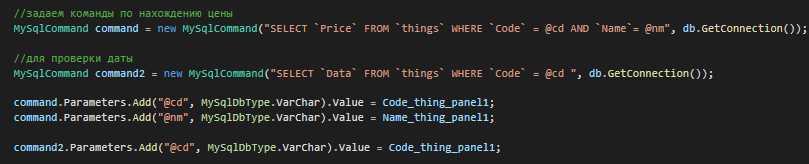 //задаем команды по нахождению цены
MySqlCommand command = new MySqlCommand("SELECT `Price` FROM `things` WHERE `Code` = @cd AND `Name`= @nm", db.GetConnection());
//для проверки даты
MySqlCommand command2 = new MySqlCommand("SELECT `Data` FROM `things` WHERE `Code` = @cd ", db.GetConnection());
command.Parameters.Add("@cd", MySqlDbType.VarChar).Value = Code_thing_panel1;
command.Parameters.Add("@nm", MySqlDbType.VarChar).Value = Name_thing_panel1;
command2.Parameters.Add("@cd", MySqlDbType.VarChar).Value = Code_thing_panel1;